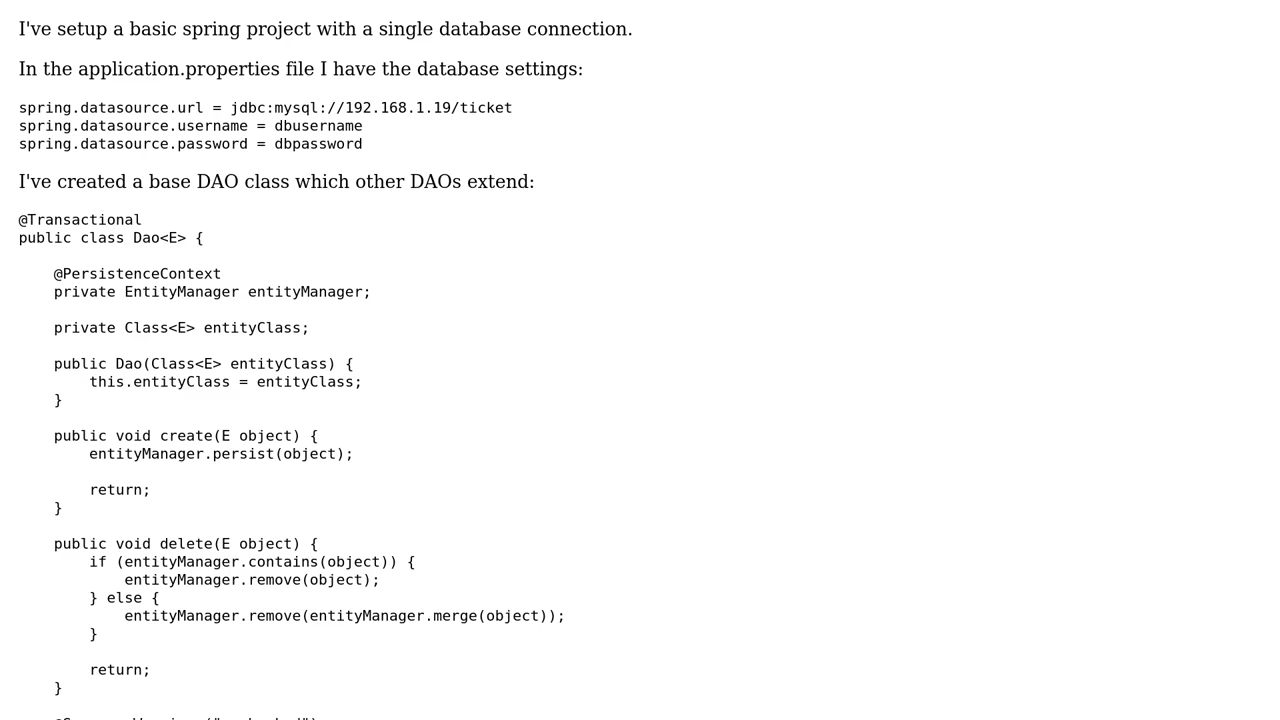 I've setup a basic spring project with a single database connection.
In the application.properties file I have the database settings:
spring.datasource.url = jdbc:mysql://192.168.1.19/ticket
spring.datasource.username = dbusername
spring.datasource.password = dbpassword
I've created a base DAO class which other DAOs extend:
@Transactional
public class Dao<E> {
    @PersistenceContext
    private EntityManager entityManager;
    private Class<E> entityClass;
    public Dao(Class<E> entityClass) {
        this.entityClass = entityClass;
    }
    public void create(E object) {
        entityManager.persist(object);
        return;
    }
    public void delete(E object) {
        if (entityManager.contains(object)) {
            entityManager.remove(object);
        } else {
            entityManager.remove(entityManager.merge(object));
        }
        return;
    }